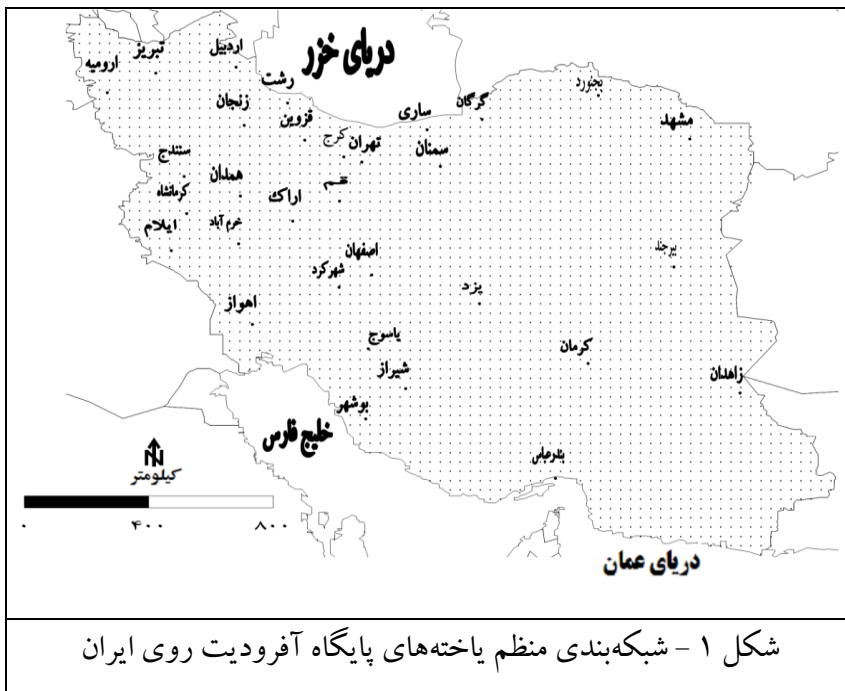 دریای خزر
تبریز
اردبیل
ارومیه
رشت
بجنورد
زنجان
گرگان
ساری
قزوین
مشهد
کرج
تهران
سمنان
سنندج
همدان
قم
کرمانشاه
اراک
خرم آباد
ایلام
اصفهان
بیرجند
شهرکرد
یزد
اهواز
یاسوج
کرمان
شیراز
زاهدان
بوشهر
خلیج فارس
بندرعباس
N
کیلومتر
۰ ۴۰۰ ۸۰۰
دریای عمان
شکل ۱ - شبکه‌بندی منظم یاخته‌های پایگاه آفرودیت روی ایران